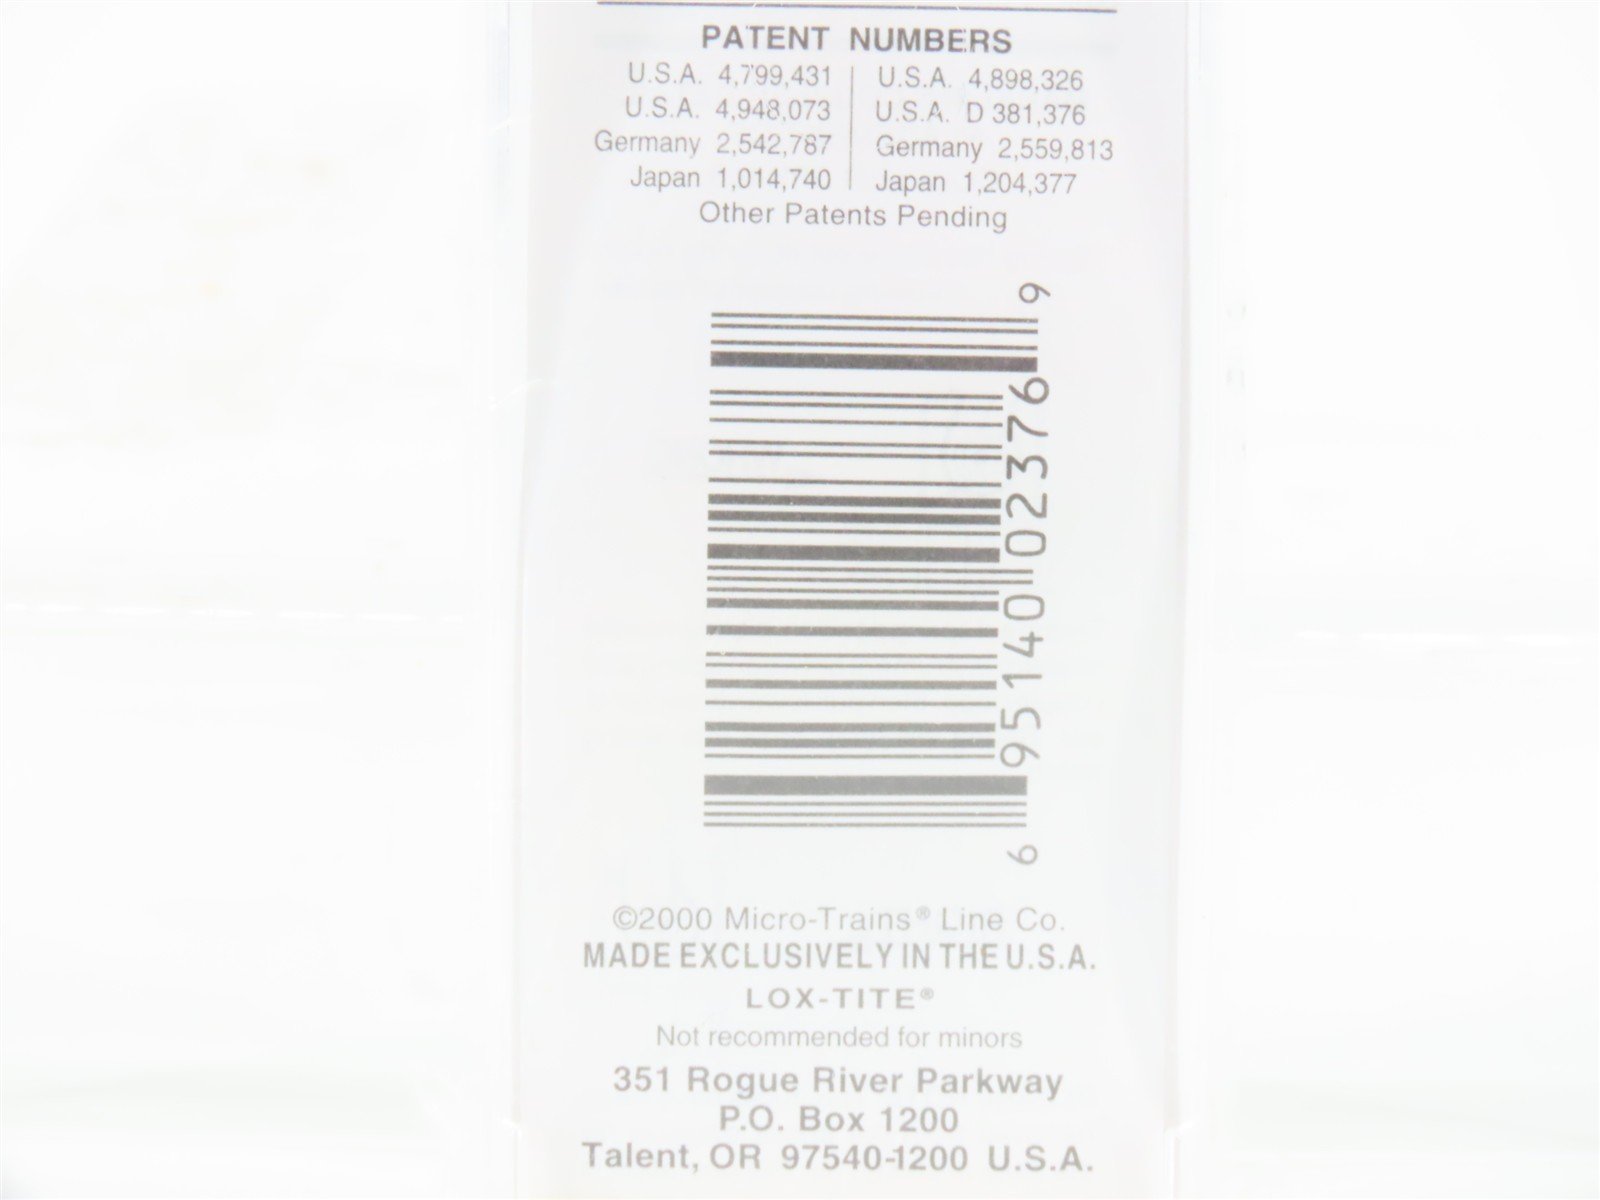 PATENT NUMBERS
U.S.A. 4,799,431 U.S.A. 4,898,326
U.S.A. 4,948,073 U.S.A. D 381,376
Germany 2,542,787 Germany 2,559,813
Japan 1,014,740 Japan 1,204,377
Other Patents Pending
6 95140 02376 9
©2000 Micro-Trains® Line Co.
MADE EXCLUSIVELY IN THE U.S.A.
LOX-TITE®
Not recommended for minors
351 Rogue River Parkway
P.O. Box 1200
Talent, OR 97540-1200 U.S.A.